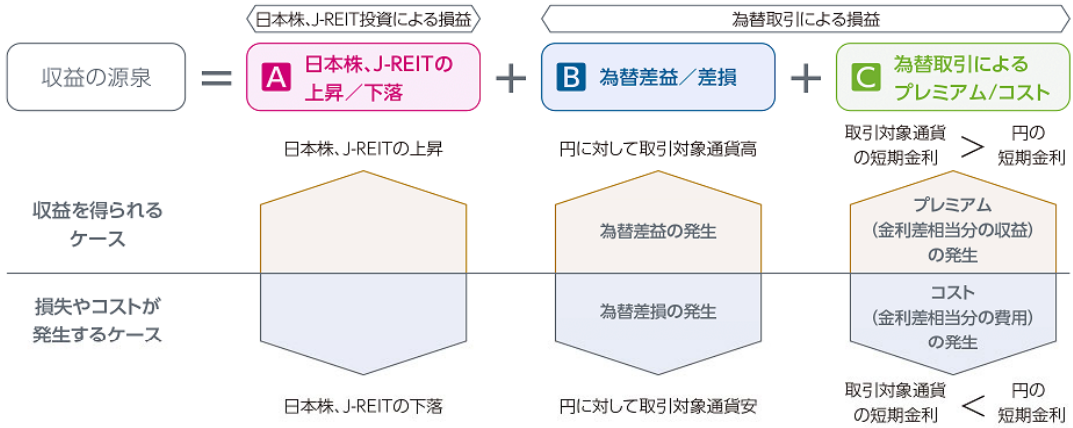 日本株、J-REIT投資による損益
為替取引による損益
収益の源泉
=
A
日本株、J-REITの
上昇／下落
+
B
為替差益／差損
+
C
為替取引による
プレミアム/コスト
日本株、J-REITの上昇
円に対して取引対象通貨高
取引対象通貨
の短期金利
>
円の
短期金利
収益を得られる
ケース
為替差益の発生
プレミアム
(金利差相当分の収益)
の発生
損失やコストが
発生するケース
為替差損の発生
コスト
(金利差相当分の費用)
の発生
日本株、J-REITの下落
円に対して取引対象通貨安
取引対象通貨
の短期金利
<
円の
短期金利